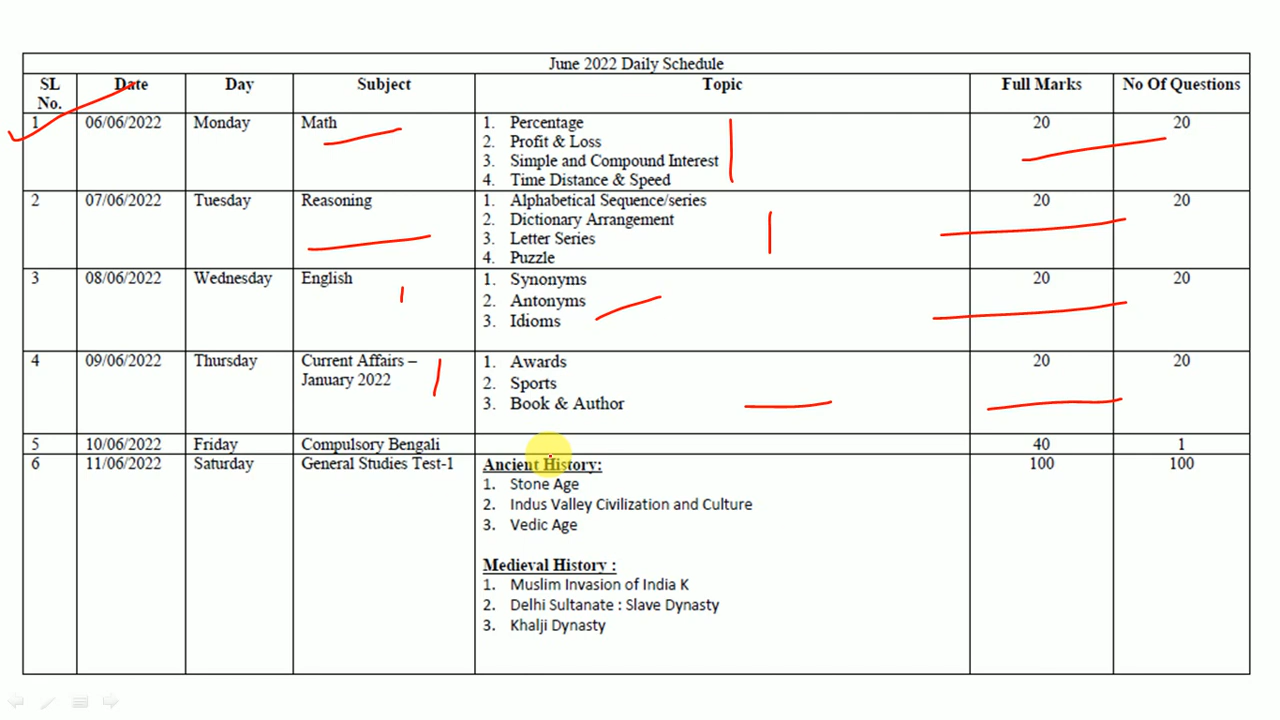 June 2022 Daily Schedule
SL No. Date Day Subject Topic Full Marks No Of Questions
1 06/06/2022 Monday Math 1. Percentage 20 20
2. Profit & Loss
3. Simple and Compound Interest
4. Time Distance & Speed
2 07/06/2022 Tuesday Reasoning 1. Alphabetical Sequence/series 20 20
2. Dictionary Arrangement
3. Letter Series
4. Puzzle
3 08/06/2022 Wednesday English 1. Synonyms 20 20
2. Antonyms
3. Idioms
4 09/06/2022 Thursday Current Affairs – 1. Awards 20 20
January 2022 2. Sports
3. Book & Author
5 10/06/2022 Friday Compulsory Bengali 40 1
6 11/06/2022 Saturday General Studies Test-1 Ancient History: 100 100
1. Stone Age
2. Indus Valley Civilization and Culture
3. Vedic Age
Medieval History :
1. Muslim Invasion of India K
2. Delhi Sultanate : Slave Dynasty
3. Khalji Dynasty